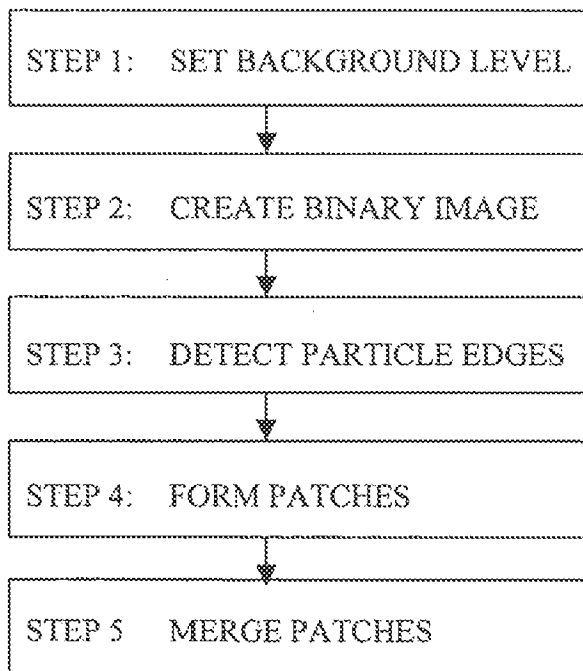 STEP 1: SET BACKGROUND LEVEL
STEP 2: CREATE BINARY IMAGE
STEP 3: DETECT PARTICLE EDGES
STEP 4: FORM PATCHES
STEP 5 MERGE PATCHES